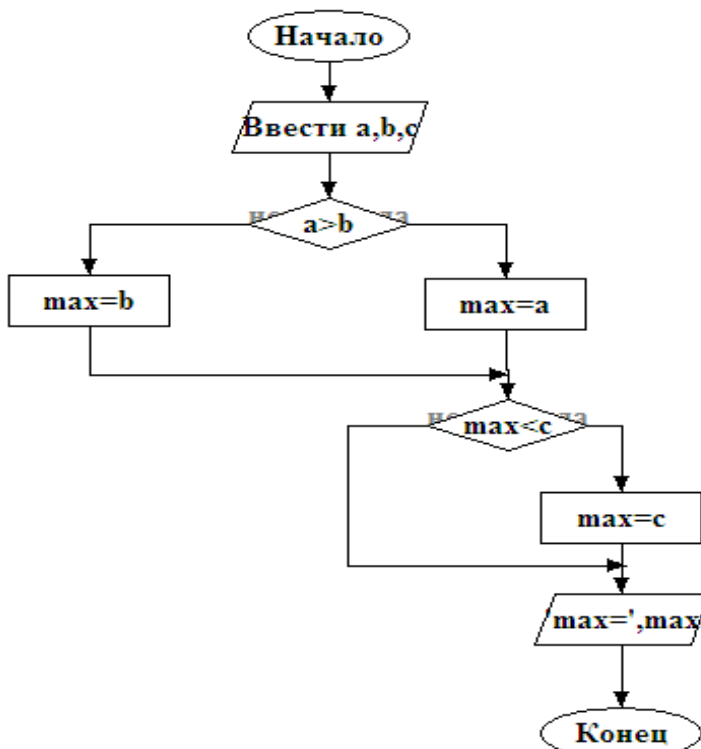 Начало
Ввести a,b,c
a>b
max=b
max=a
max<c
max=c
'max=',max
Конец